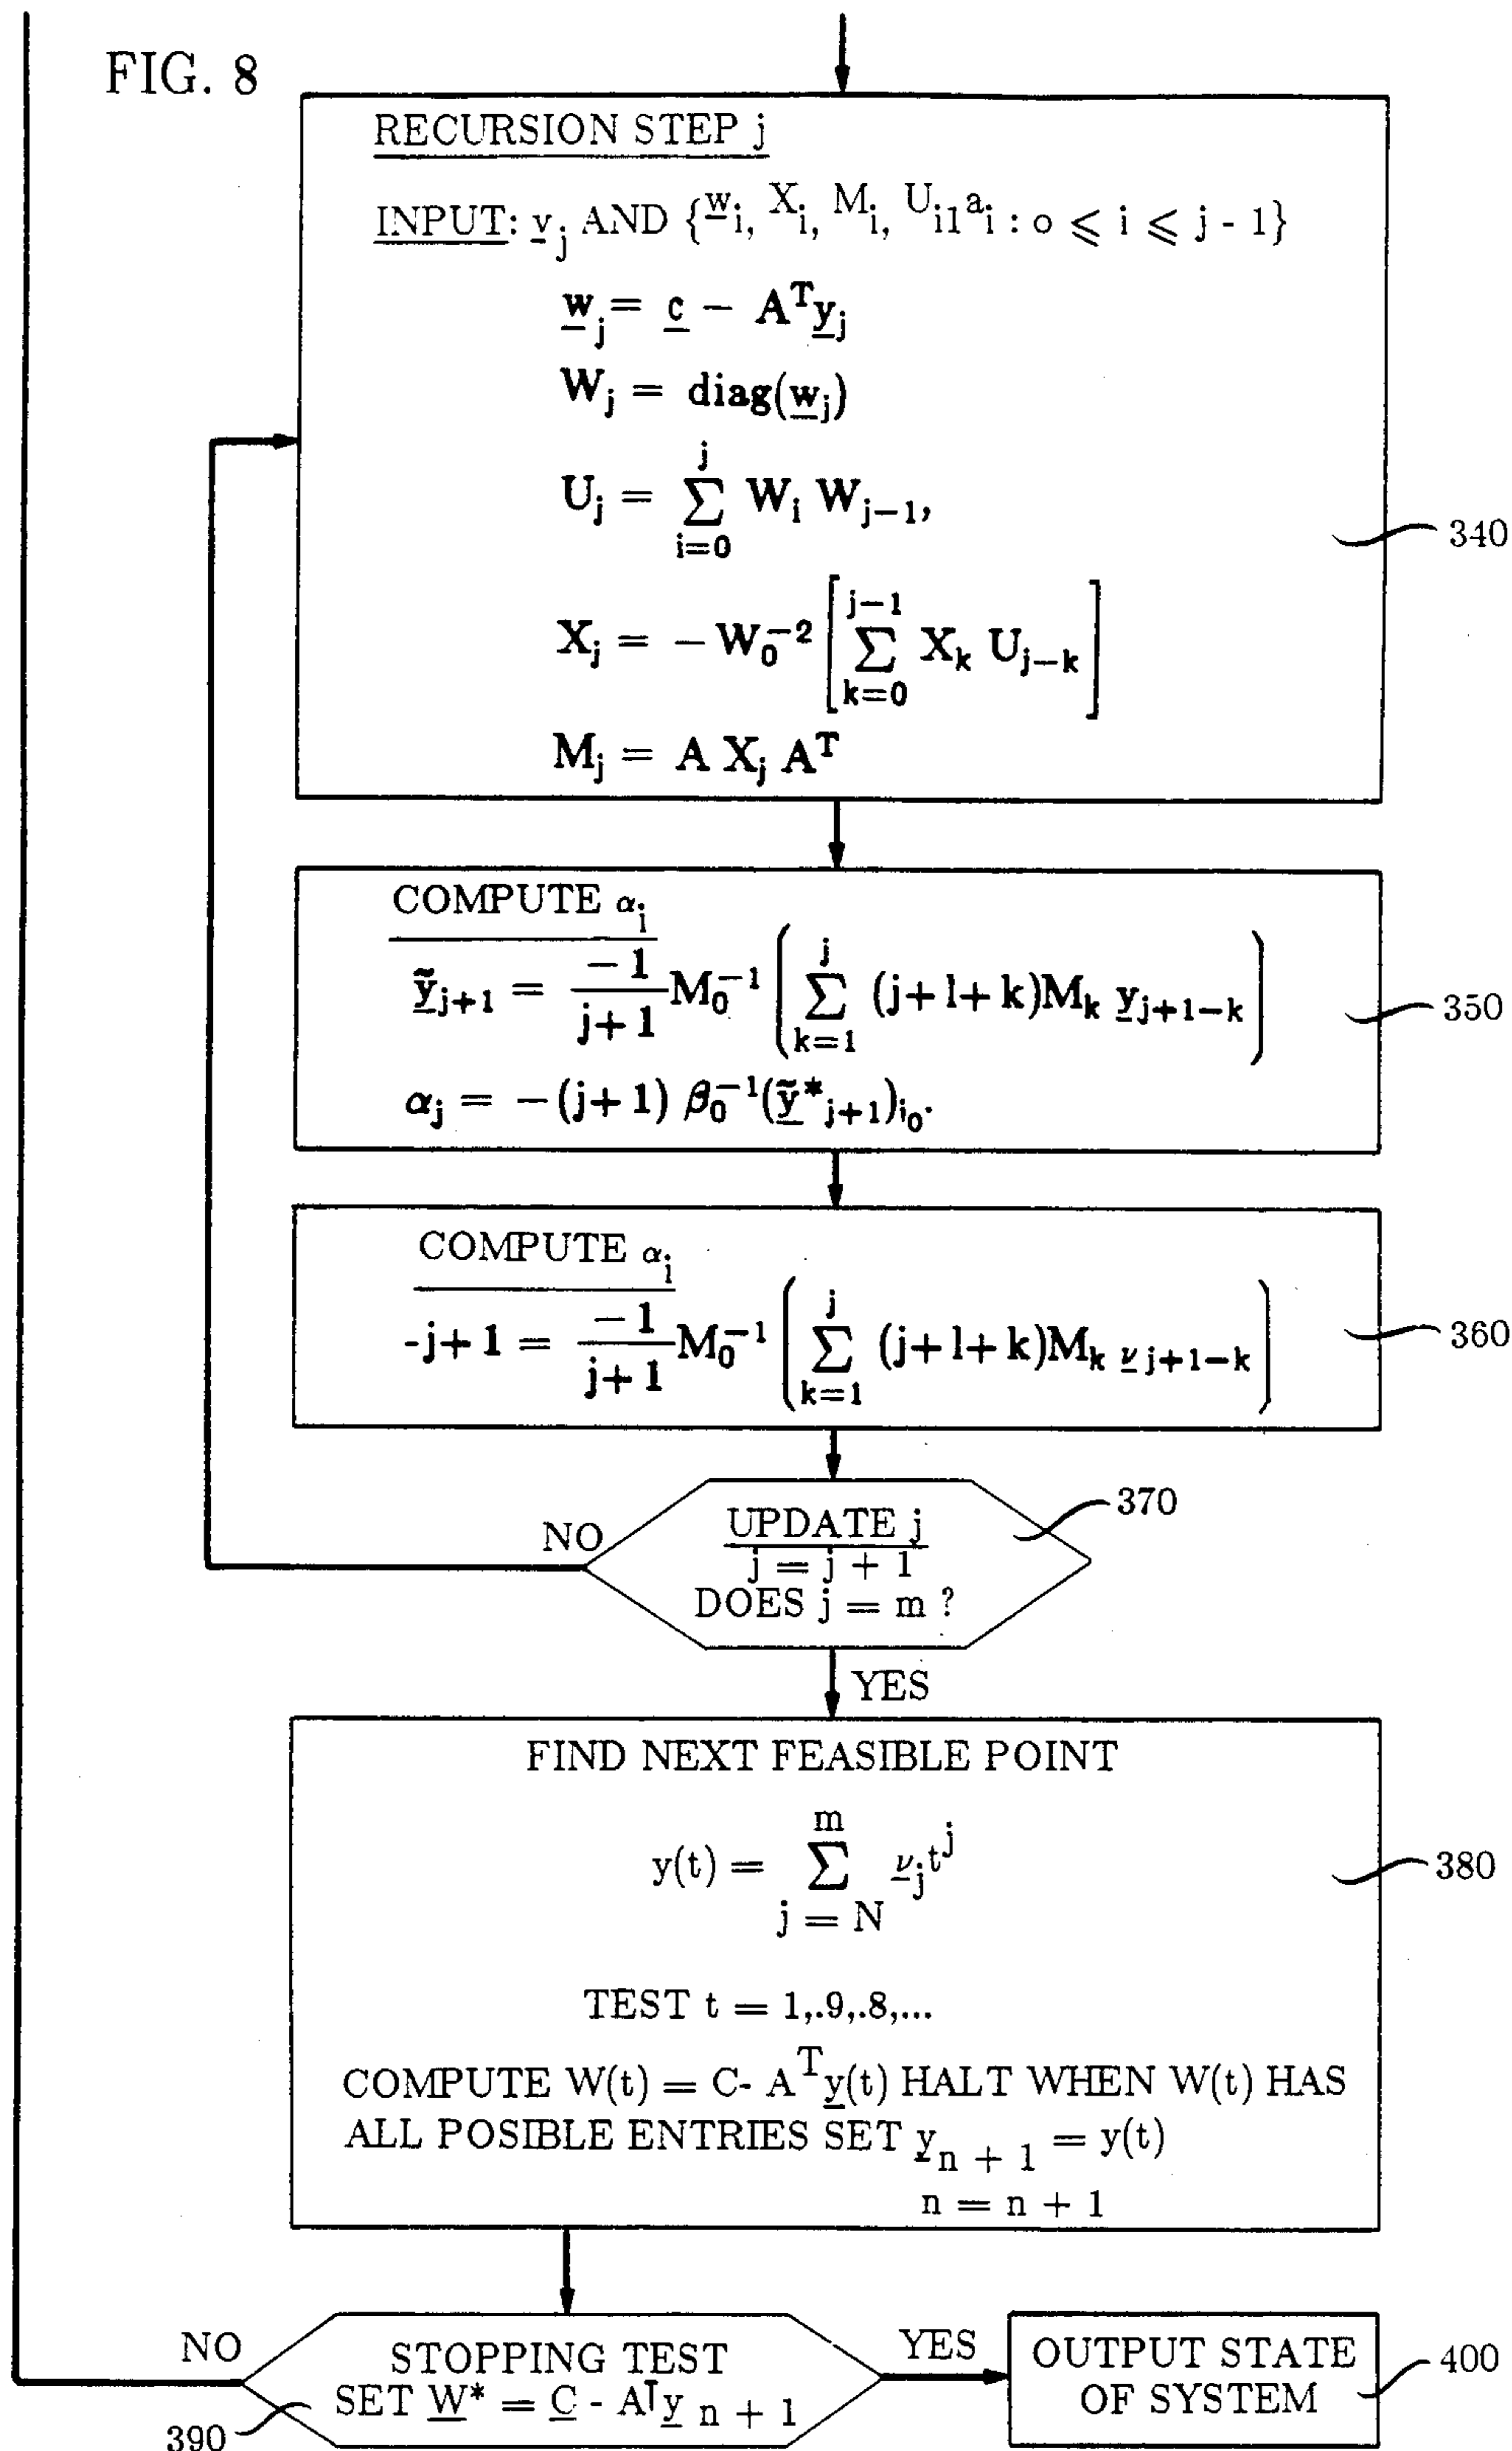 FIG. 8
RECURSION STEP j
INPUT: v_j AND {w_i, X_i, M_i, U_i1 a_i : o ⩽ i ⩽ j - 1}
w_j = c − A^T y_j
W_j = diag(w_j)
U_j = ∑_{i=0}^{j} W_i W_{j−1},
X_j = − W_0^{−2} [ ∑_{k=0}^{j−1} X_k U_{j−k} ]
M_j = A X_j A^T
340
COMPUTE α_i
ỹ_{j+1} = −1/(j+1) M_0^{−1} ( ∑_{k=1}^{j} (j+l+k)M_k y_{j+1−k} )
α_j = −(j+1) β_0^{−1}(ỹ*_{j+1})_{i_0}.
350
COMPUTE α_i
-j+1 = −1/(j+1) M_0^{−1} ( ∑_{k=1}^{j} (j+l+k)M_k ν_{j+1−k} )
360
NO
UPDATE j
j = j + 1
DOES j = m ?
370
YES
FIND NEXT FEASIBLE POINT
y(t) = ∑_{j = N}^{m} ν_j t^j
380
TEST t = 1,.9,.8,...
COMPUTE W(t) = C- A^T y(t) HALT WHEN W(t) HAS
ALL POSIBLE ENTRIES SET y_{n + 1} = y(t)
n = n + 1
NO
STOPPING TEST
SET W* = C - A^T y_{n + 1}
390
YES
OUTPUT STATE
OF SYSTEM
400